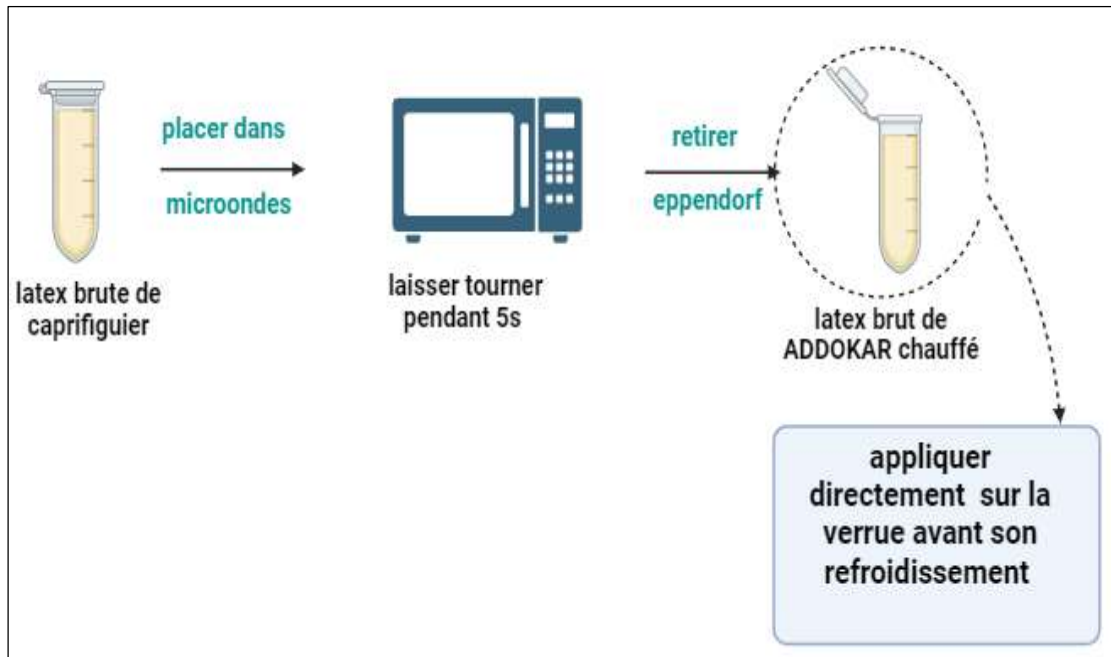 placer dans
microondes
latex brute de
caprifiguier
laisser tourner
pendant 5s
retirer
eppendorf
latex brut de
ADDOKAR chauffé
appliquer
directement sur la
verrue avant son
refroidissement